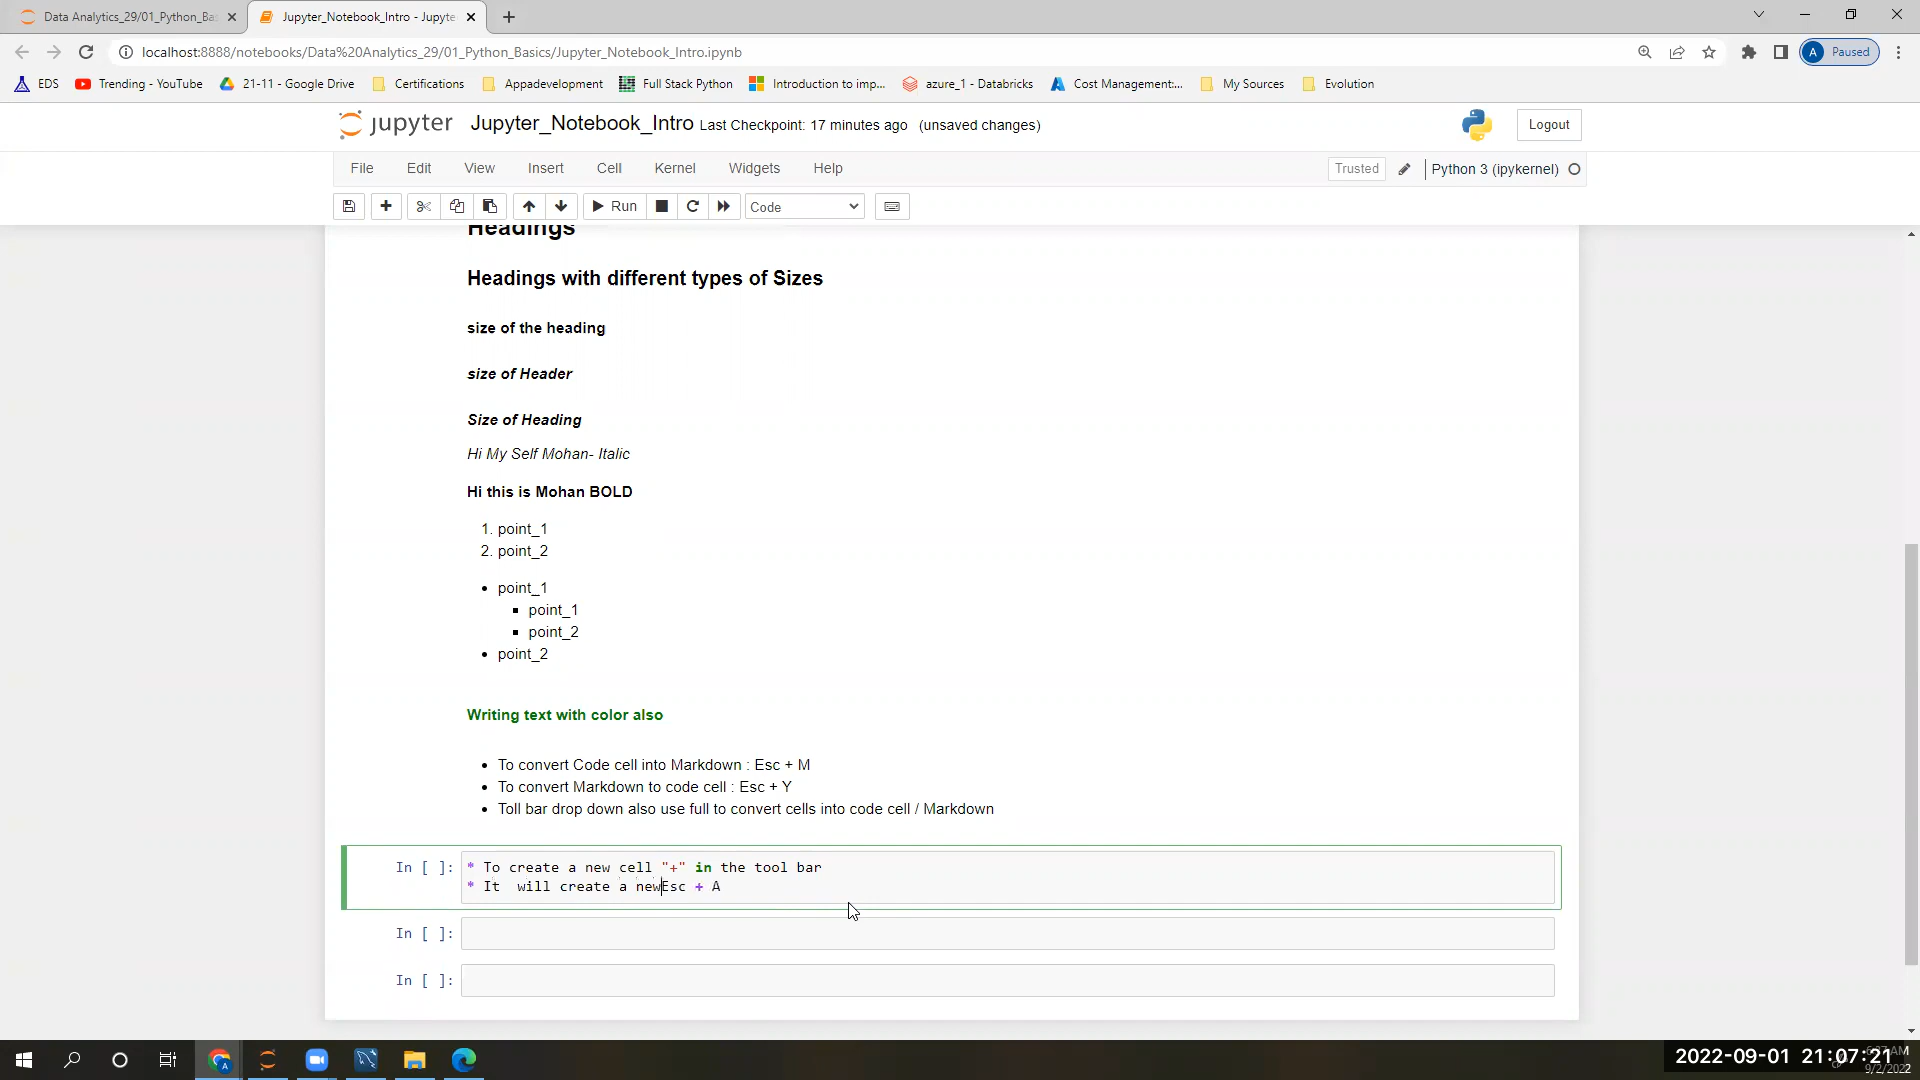 Data Analytics_29/01_Python_Ba
Jupyter_Notebook_Intro - Jupyte
localhost:8888/notebooks/Data%20Analytics_29/01_Python_Basics/Jupyter_Notebook_Intro.ipynb
A Paused
EDS
Trending - YouTube
21-11 - Google Drive
Certifications
Appadevelopment
Full Stack Python
Introduction to imp...
azure_1 - Databricks
Cost Management:...
My Sources
Evolution
jupyter Jupyter_Notebook_Intro Last Checkpoint: 17 minutes ago (unsaved changes)
Logout
File Edit View Insert Cell Kernel Widgets Help
Trusted
Python 3 (ipykernel)
Run
Code
Headings
Headings with different types of Sizes
size of the heading
size of Header
Size of Heading
Hi My Self Mohan- Italic
Hi this is Mohan BOLD
1. point_1
2. point_2
• point_1
▪ point_1
▪ point_2
• point_2
Writing text with color also
• To convert Code cell into Markdown : Esc + M
• To convert Markdown to code cell : Esc + Y
• Toll bar drop down also use full to convert cells into code cell / Markdown
In [ ]: * To create a new cell "+" in the tool bar
* It  will create a newEsc + A
In [ ]:
In [ ]:
2022-09-01 21:07:21